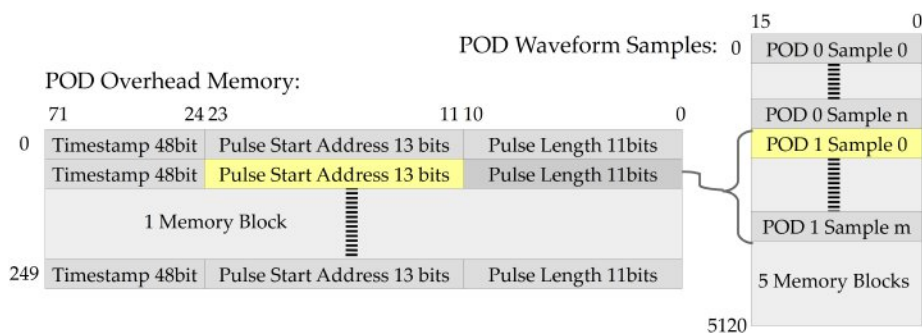 15 0
POD Waveform Samples: 0 POD 0 Sample 0
POD Overhead Memory:
71 24 23 11 10 0 POD 0 Sample n
0 Timestamp 48bit Pulse Start Address 13 bits Pulse Length 11bits POD 1 Sample 0
Timestamp 48bit Pulse Start Address 13 bits Pulse Length 11bits
1 Memory Block POD 1 Sample m
249 Timestamp 48bit Pulse Start Address 13 bits Pulse Length 11bits 5 Memory Blocks
5120